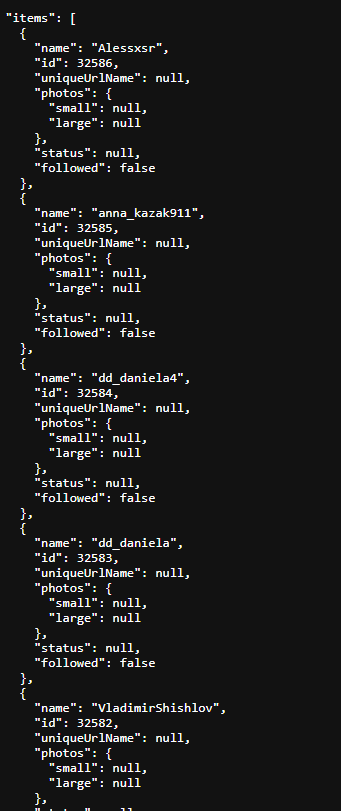 "items": [
{
"name": "Alessxsr",
"id": 32586,
"uniqueUrlName": null,
"photos": {
"small": null,
"large": null
},
"status": null,
"followed": false
},
{
"name": "anna_kazak911",
"id": 32585,
"uniqueUrlName": null,
"photos": {
"small": null,
"large": null
},
"status": null,
"followed": false
},
{
"name": "dd_daniela4",
"id": 32584,
"uniqueUrlName": null,
"photos": {
"small": null,
"large": null
},
"status": null,
"followed": false
},
{
"name": "dd_daniela",
"id": 32583,
"uniqueUrlName": null,
"photos": {
"small": null,
"large": null
},
"status": null,
"followed": false
},
{
"name": "VladimirShishlov",
"id": 32582,
"uniqueUrlName": null,
"photos": {
"small": null,
"large": null
},